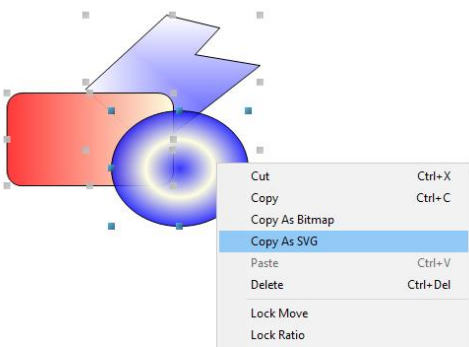 Cut Ctrl+X
Copy Ctrl+C
Copy As Bitmap
Copy As SVG
Paste Ctrl+V
Delete Ctrl+Del
Lock Move
Lock Ratio